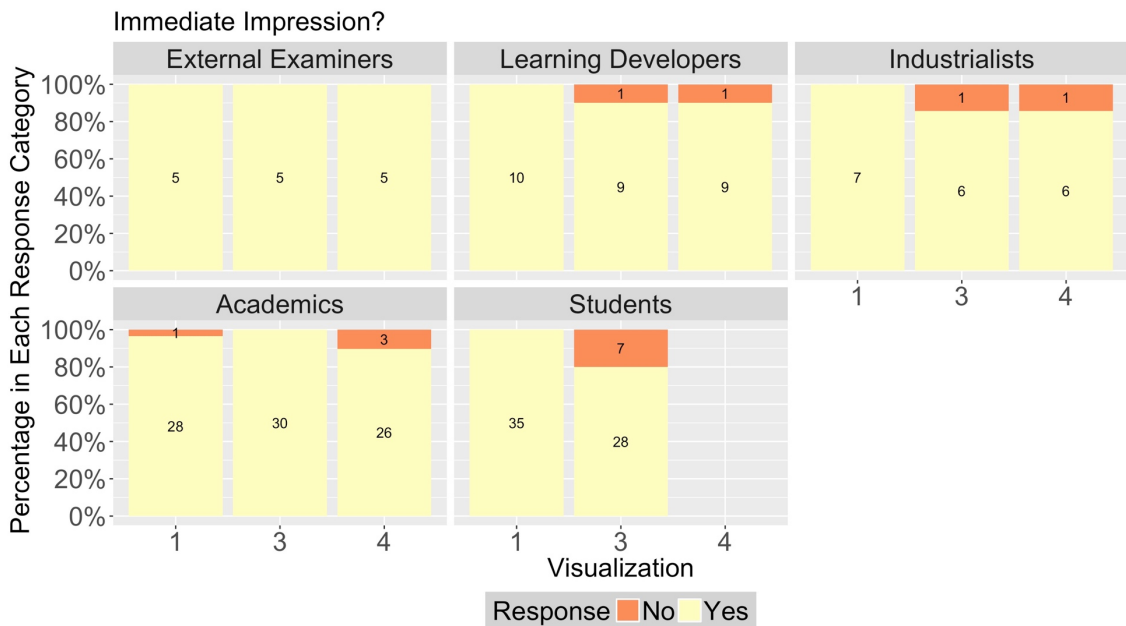 Immediate Impression?
External Examiners Learning Developers Industrialists
Percentage in Each Response Category
100%
80%
60%
40%
20%
0%
1 1 1 1
5 5 5 10 9 9 7 6 6
1 3 4
Academics Students
100%
80%
60%
40%
20%
0%
1 3 7
28 30 26 35 28
1 3 4 1 3 4
Visualization
Response No Yes